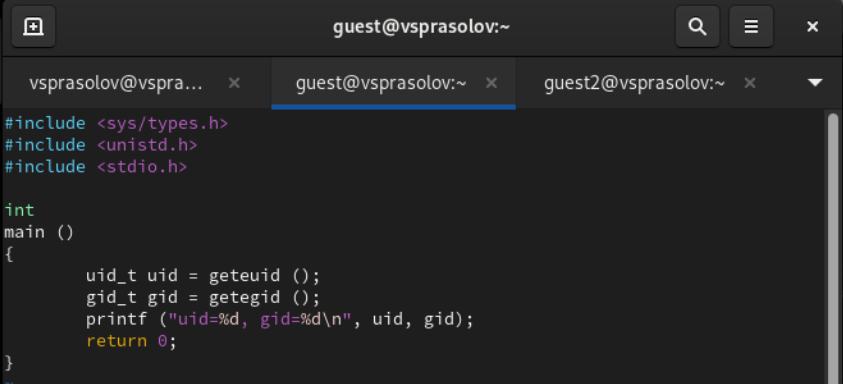 guest@vsprasolov:~
vsprasolov@vspra...
guest@vsprasolov:~
guest2@vsprasolov:~
#include <sys/types.h>
#include <unistd.h>
#include <stdio.h>
int
main ()
{
        uid_t uid = geteuid ();
        gid_t gid = getegid ();
        printf ("uid=%d, gid=%d\n", uid, gid);
        return 0;
}